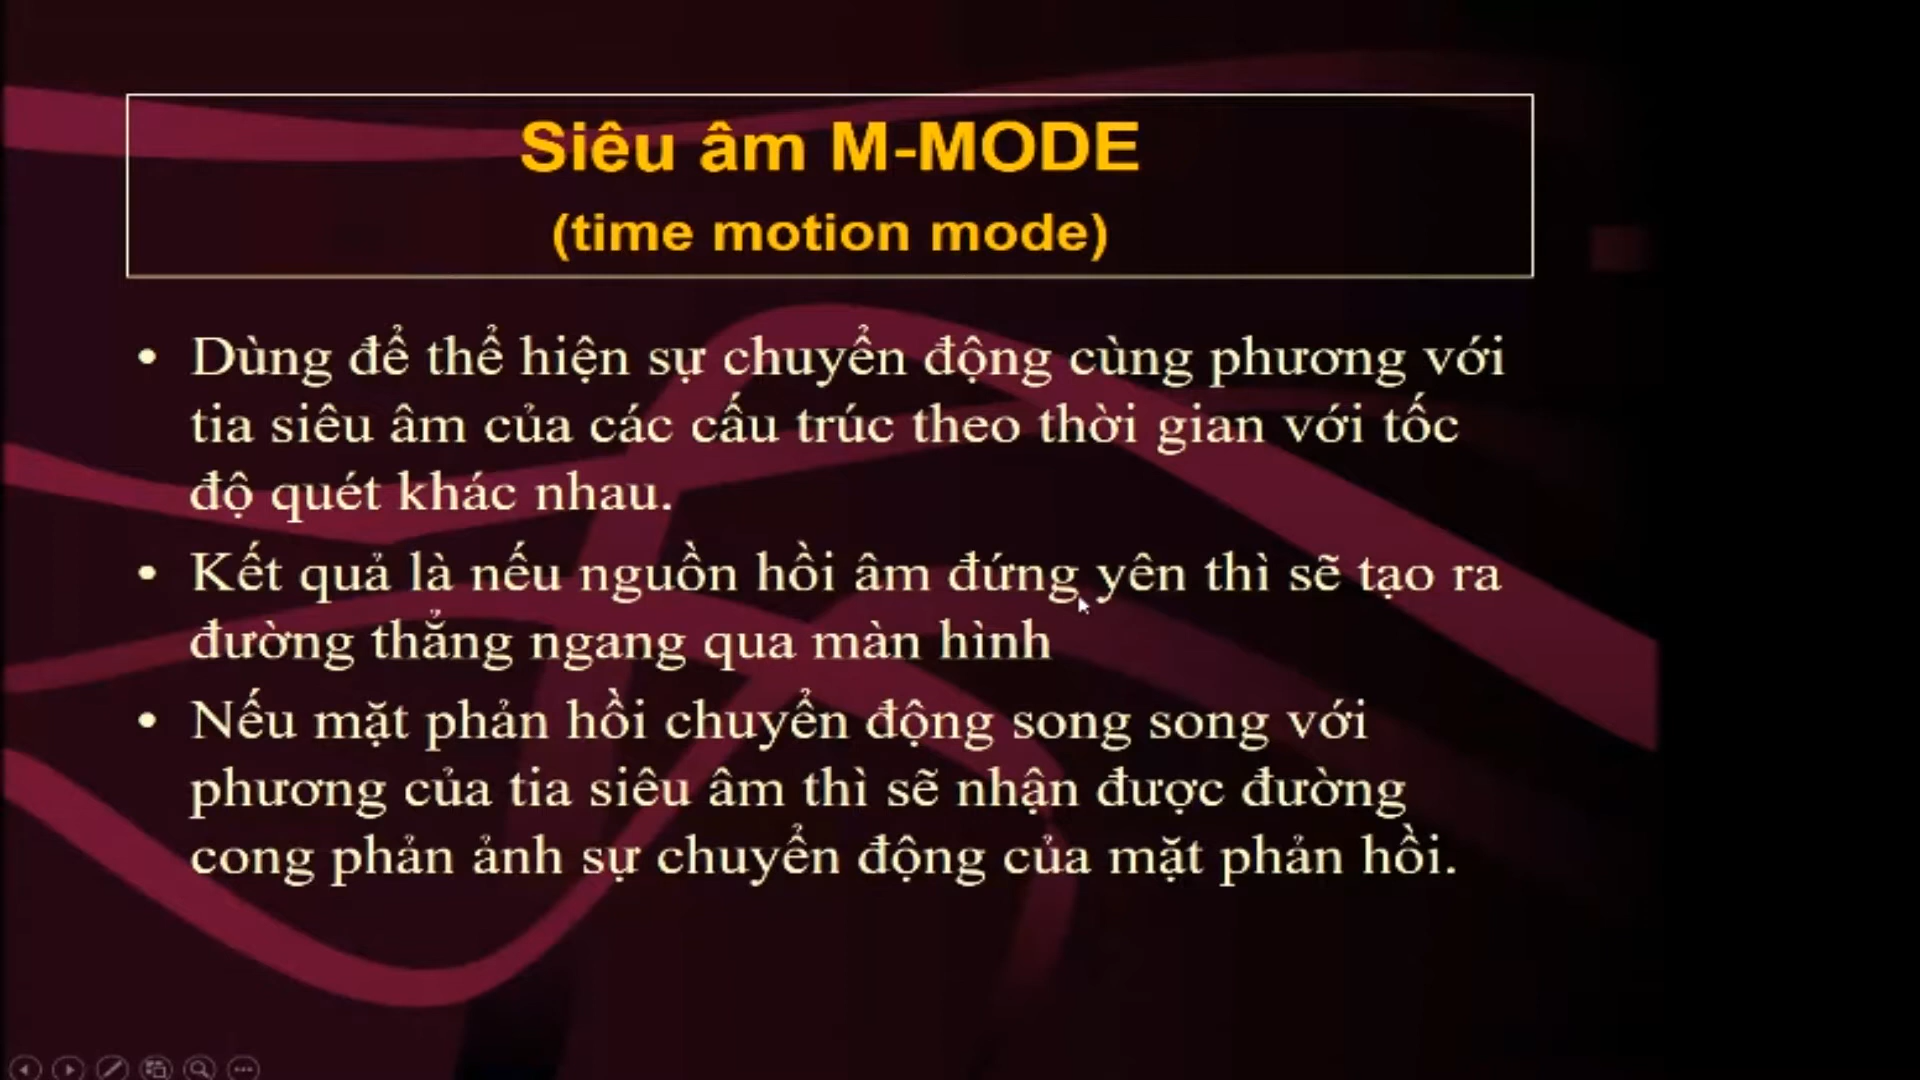 Siêu âm M-MODE
(time motion mode)
• Dùng để thể hiện sự chuyển động cùng phương với
tia siêu âm của các cấu trúc theo thời gian với tốc
độ quét khác nhau.
• Kết quả là nếu nguồn hồi âm đứng yên thì sẽ tạo ra
đường thẳng ngang qua màn hình
• Nếu mặt phản hồi chuyển động song song với
phương của tia siêu âm thì sẽ nhận được đường
cong phản ảnh sự chuyển động của mặt phản hồi.